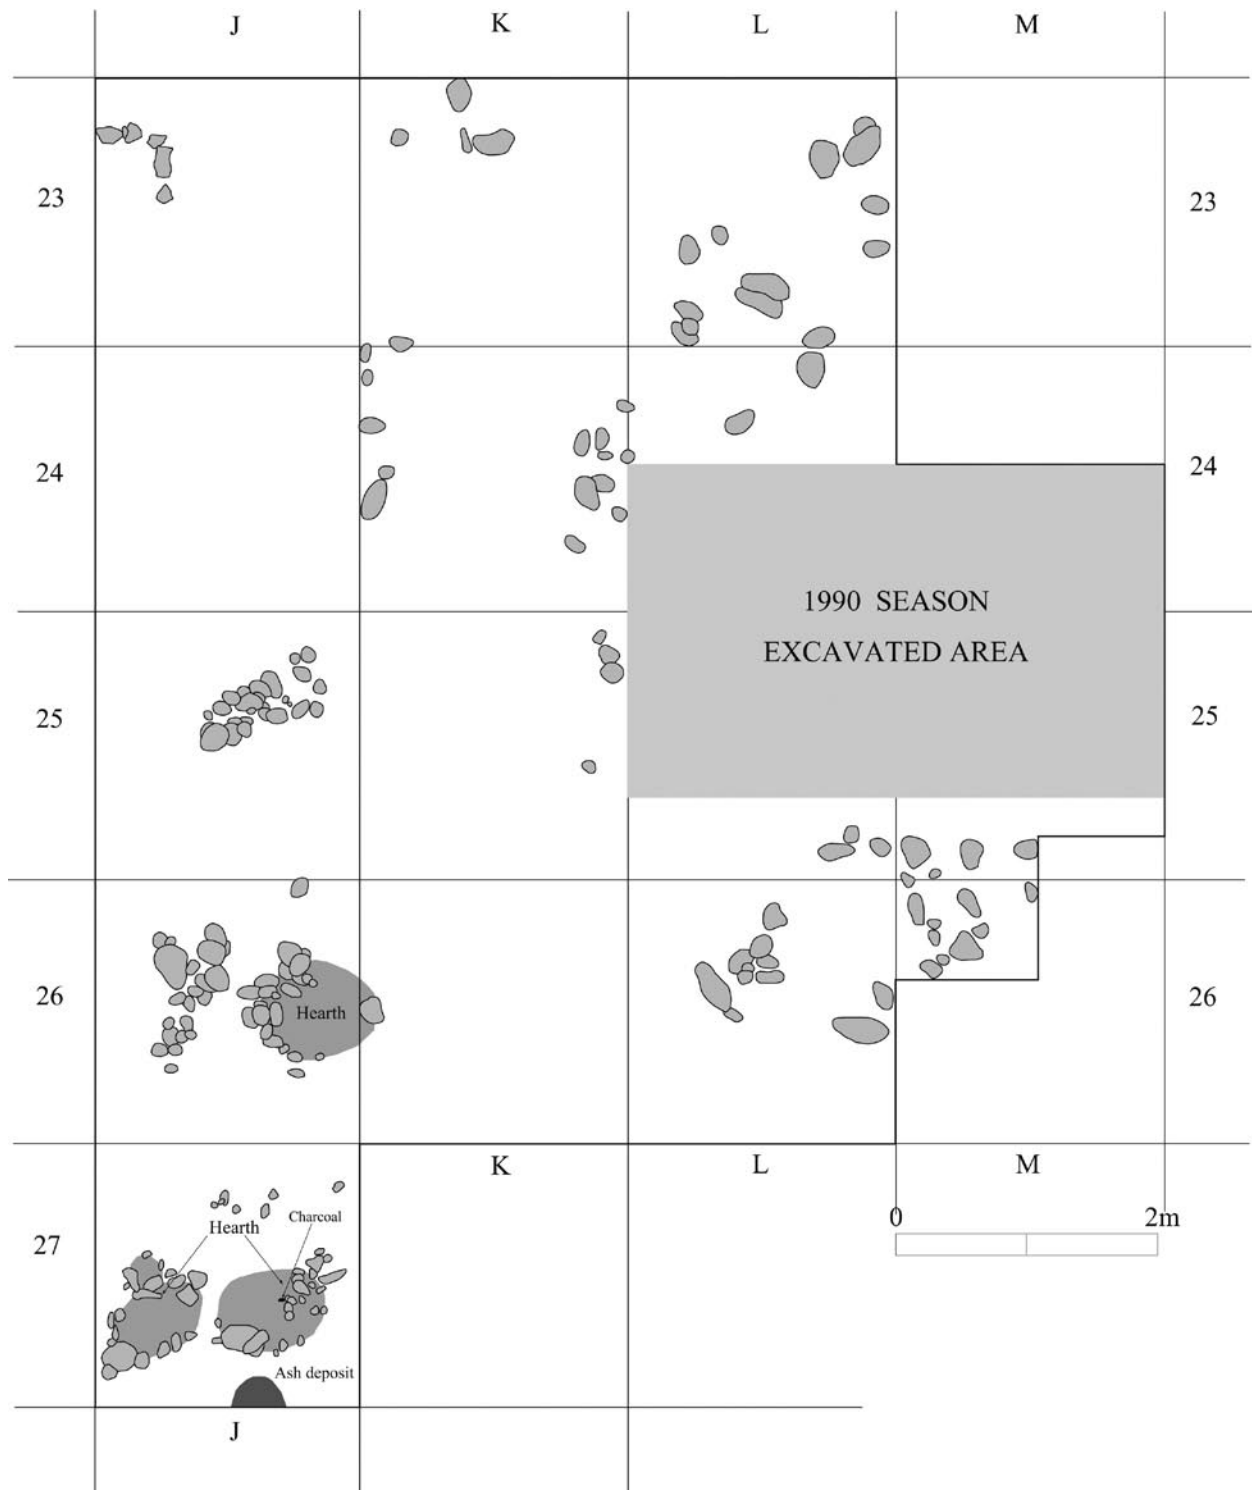 J K L M
23 23
24 24
1990 SEASON
EXCAVATED AREA
25 25
26 Hearth 26
K L M
0 2m
27 Hearth Charcoal
Ash deposit
J